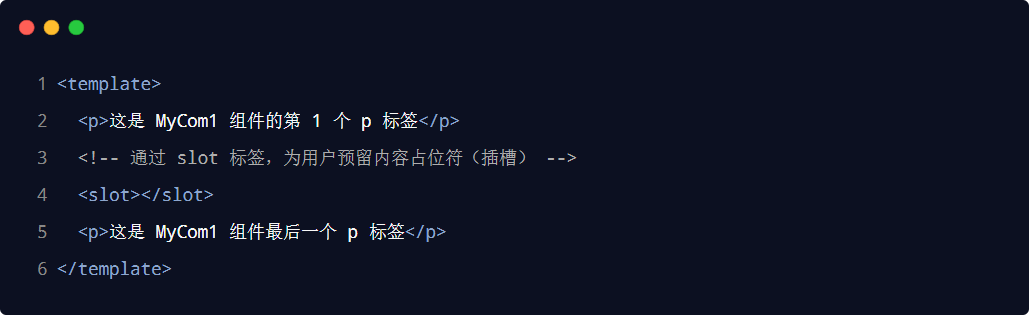 1 <template>
2   <p>这是 MyCom1 组件的第 1 个 p 标签</p>
3   <!-- 通过 slot 标签，为用户预留内容占位符（插槽） -->
4   <slot></slot>
5   <p>这是 MyCom1 组件最后一个 p 标签</p>
6 </template>